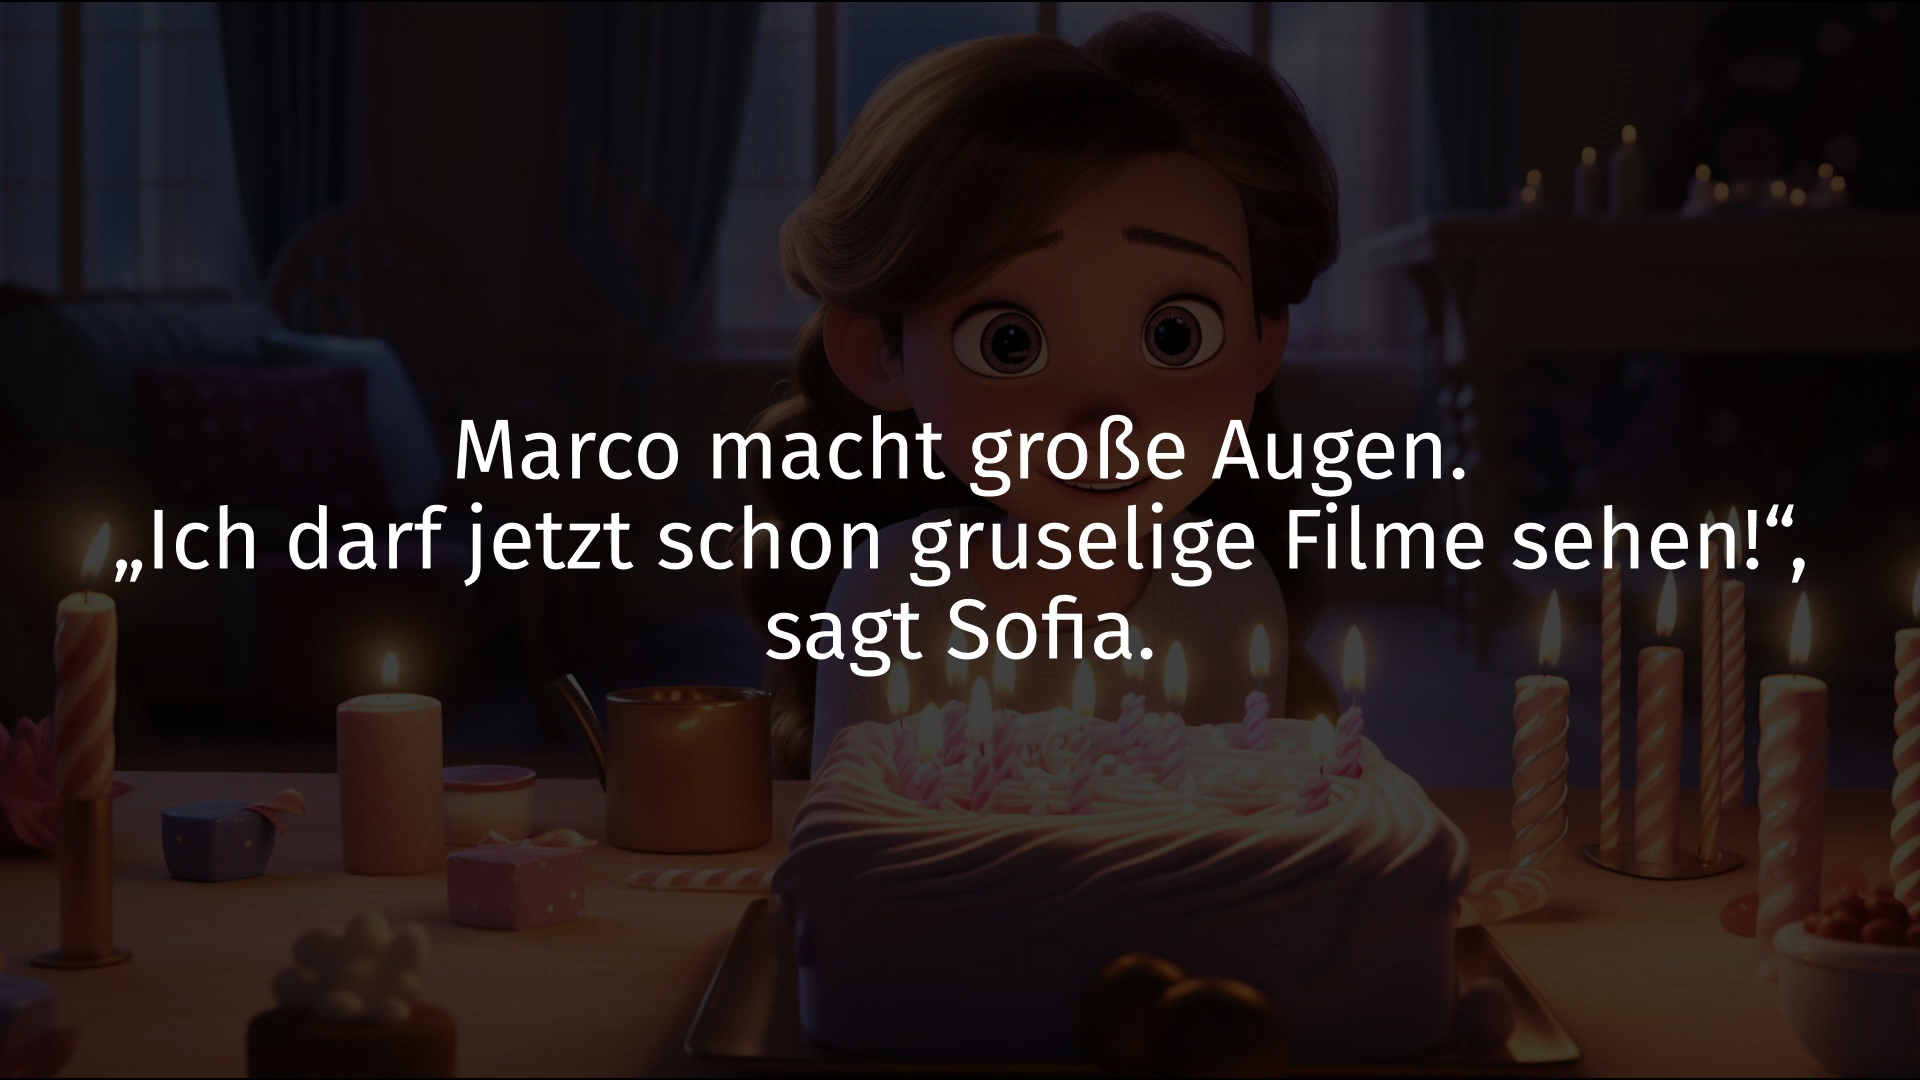 Marco macht große Augen.
„Ich darf jetzt schon gruselige Filme sehen!“,
sagt Sofia.